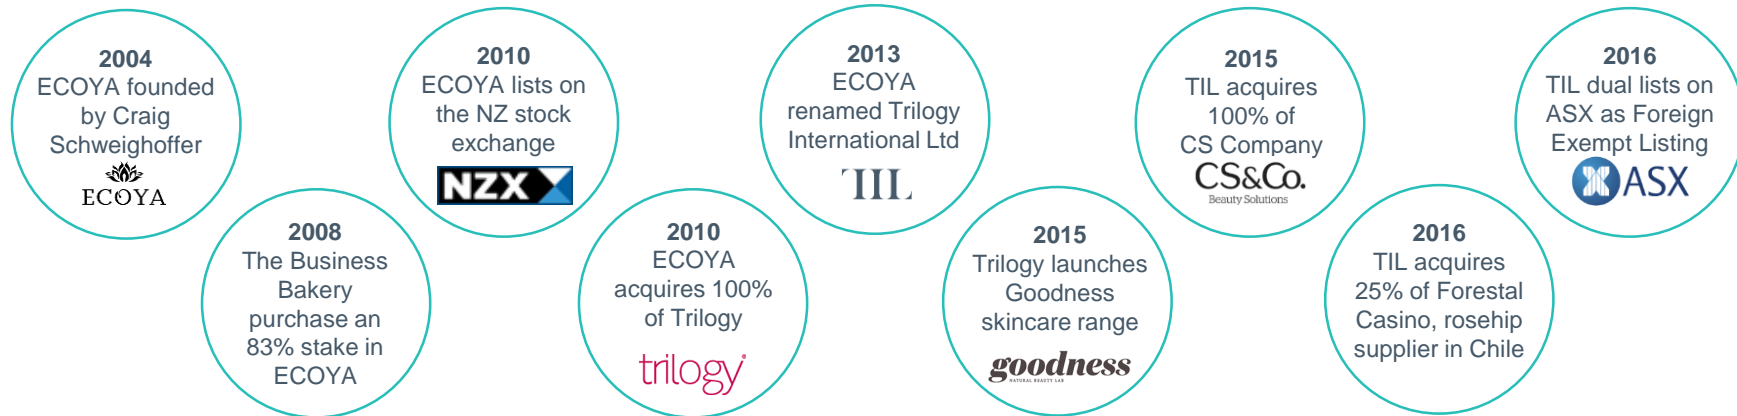 2004
ECOYA founded
by Craig
Schweighoffer
ECOYA
2008
The Business
Bakery
purchase an
83% stake in
ECOYA
2010
ECOYA lists on
the NZ stock
exchange
NZX
2010
ECOYA
acquires 100%
of Trilogy
trilogy
2013
ECOYA
renamed Trilogy
International Ltd
TIL
2015
Trilogy launches
Goodness
skincare range
goodness
NATURAL BEAUTY LAB
2015
TIL acquires
100% of
CS Company
CS&Co.
Beauty Solutions
2016
TIL acquires
25% of Forestal
Casino, rosehip
supplier in Chile
2016
TIL dual lists on
ASX as Foreign
Exempt Listing
ASX